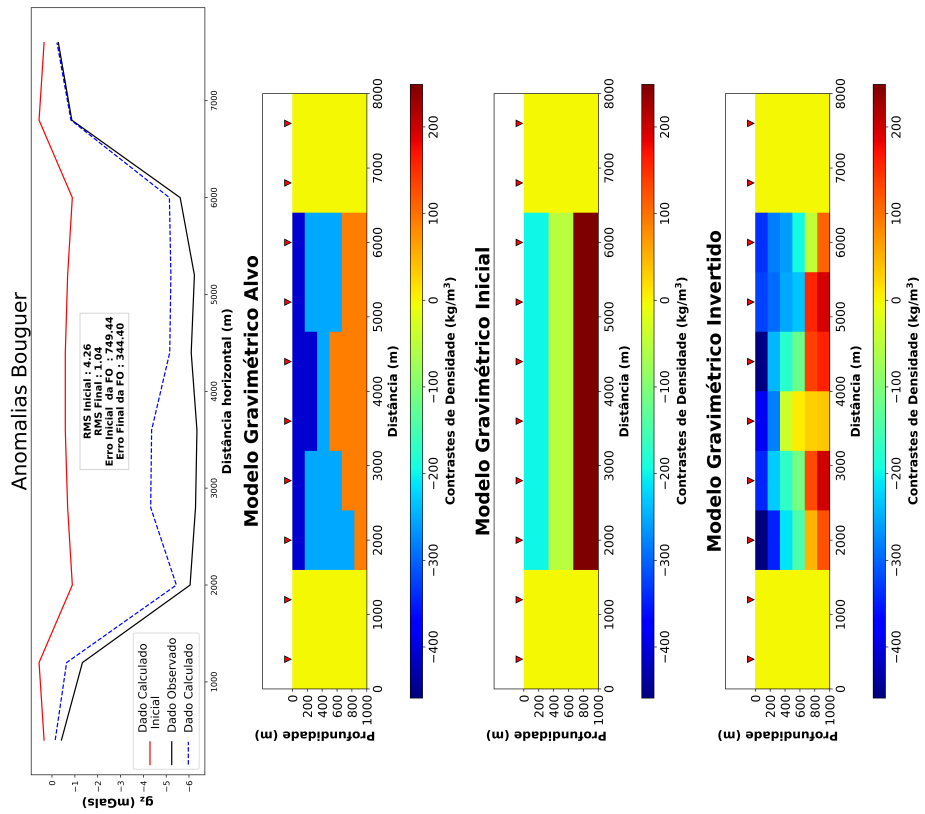 Anomalias Bouguer
g_z (mGals)
0
−1
−2
−3
−4
−5
−6
RMS Inicial : 4.26
RMS Final : 1.04
Erro Inicial da FO : 749.44
Erro Final da FO : 344.40
Dado Calculado
Inicial
Dado Observado
Dado Calculado
1000 2000 3000 4000 5000 6000 7000
Distância horizontal (m)
Modelo Gravimétrico Alvo
Profundidade (m)
0
200
400
600
800
1000
0 1000 2000 3000 4000 5000 6000 7000 8000
Distância (m)
−400 −300 −200 −100 0 100 200
Contrastes de Densidade (kg/m³)
Modelo Gravimétrico Inicial
Profundidade (m)
0
200
400
600
800
1000
0 1000 2000 3000 4000 5000 6000 7000 8000
Distância (m)
−400 −300 −200 −100 0 100 200
Contrastes de Densidade (kg/m³)
Modelo Gravimétrico Invertido
Profundidade (m)
0
200
400
600
800
1000
0 1000 2000 3000 4000 5000 6000 7000 8000
Distância (m)
−400 −300 −200 −100 0 100 200
Contrastes de Densidade (kg/m³)